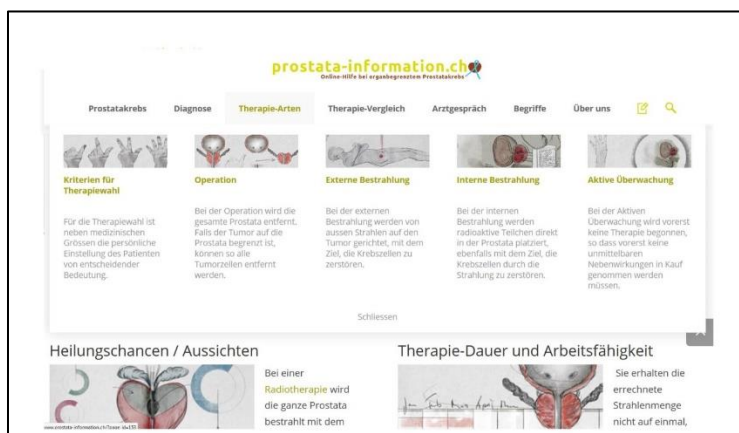 prostata-information.ch
Online-Hilfe bei organbegrenztem Prostatakrebs
Prostatakrebs Diagnose Therapie-Arten Therapie-Vergleich Arztgespräch Begriffe Über uns
Kriterien für
Therapiewahl
Für die Therapiewahl ist
neben medizinischen
Grössen die persönliche
Einstellung des Patienten
von entscheidender
Bedeutung.
Operation
Bei der Operation wird die
gesamte Prostata entfernt.
Falls der Tumor auf die
Prostata begrenzt ist,
können so alle
Tumorzellen entfernt
werden.
Externe Bestrahlung
Bei der externen
Bestrahlung werden von
aussen Strahlen auf den
Tumor gerichtet, mit dem
Ziel, die Krebszellen zu
zerstören.
Interne Bestrahlung
Bei der internen
Bestrahlung werden
radioaktive Teilchen direkt
in der Prostata platziert,
ebenfalls mit dem Ziel, die
Krebszellen durch die
Strahlung zu zerstören.
Aktive Überwachung
Bei der Aktiven
Überwachung wird vorerst
keine Therapie begonnen,
so dass vorerst keine
unmittelbaren
Nebenwirkungen in Kauf
genommen werden
müssen.
Schliessen
Heilungschancen / Aussichten
Bei einer
Radiotherapie wird
die ganze Prostata
bestrahlt mit dem
Therapie-Dauer und Arbeitsfähigkeit
Sie erhalten die
errechnete
Strahlenmenge
nicht auf einmal,